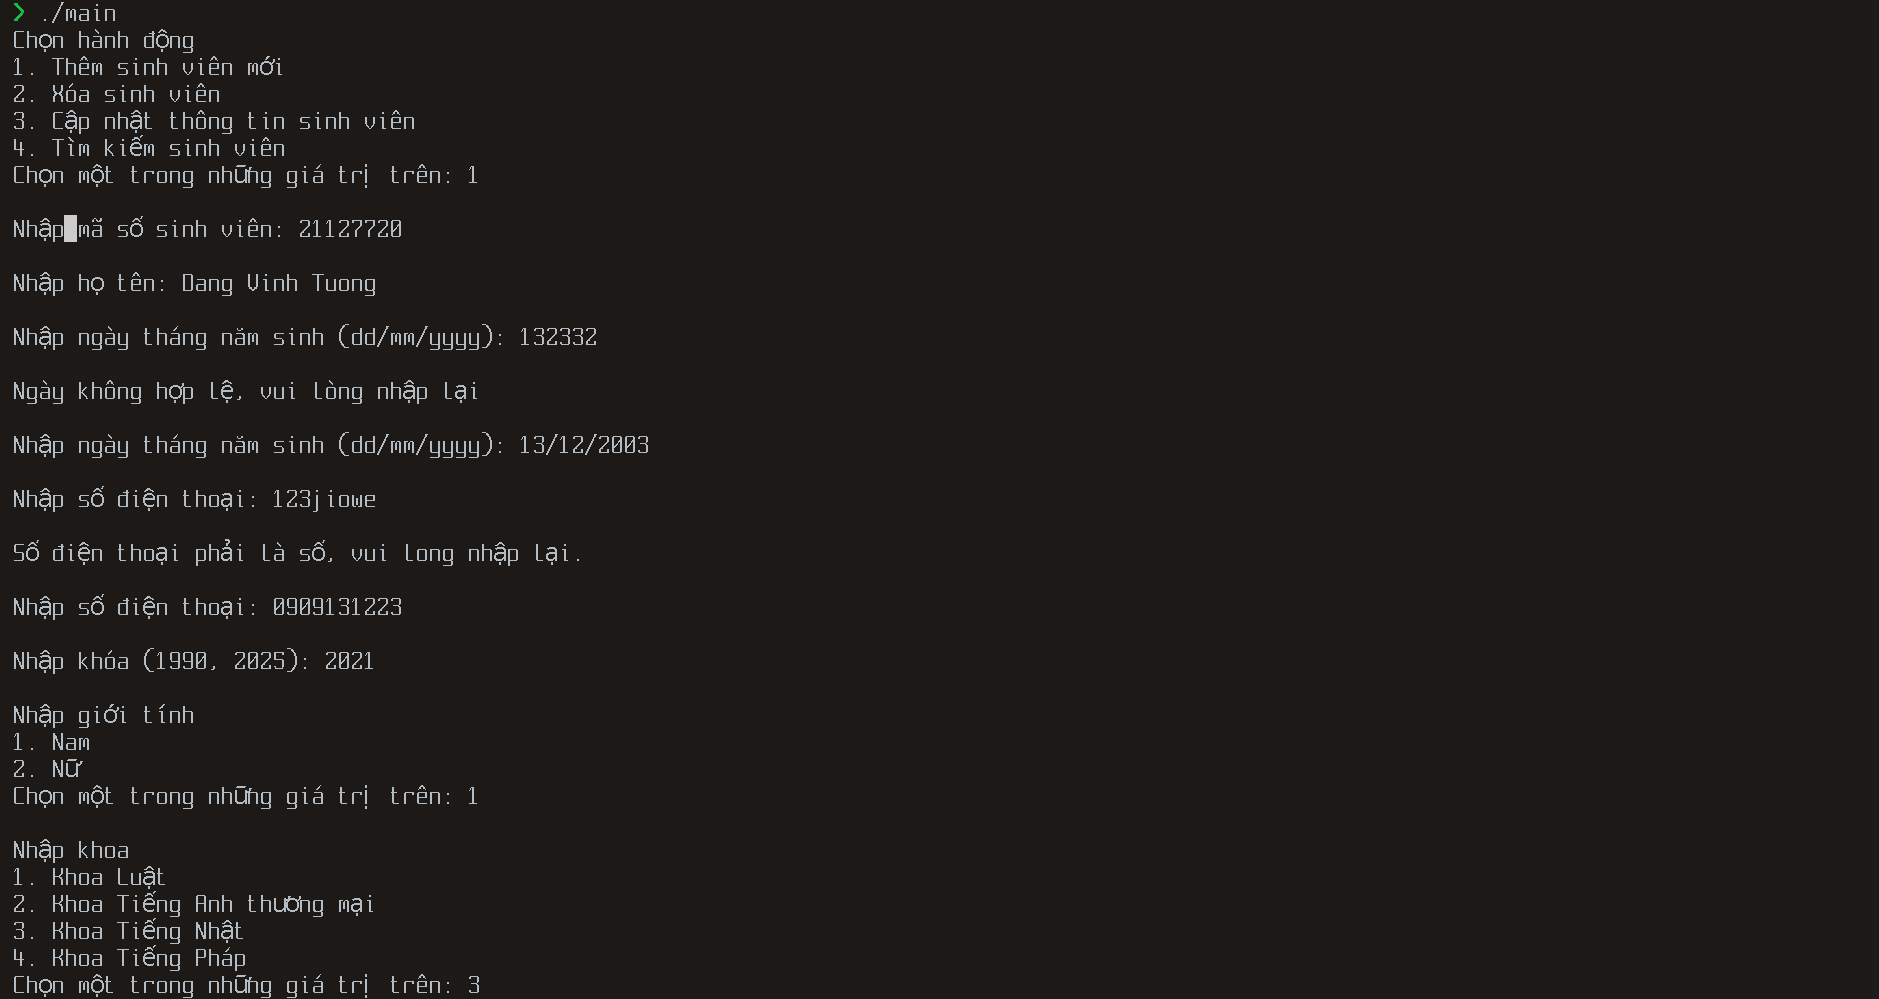 ❯ ./main
Chọn hành động
1. Thêm sinh viên mới
2. Xóa sinh viên
3. Cập nhật thông tin sinh viên
4. Tìm kiếm sinh viên
Chọn một trong những giá trị trên: 1
Nhập mã số sinh viên: 21127720
Nhập họ tên: Dang Vinh Tuong
Nhập ngày tháng năm sinh (dd/mm/yyyy): 132332
Ngày không hợp lệ, vui lòng nhập lại
Nhập ngày tháng năm sinh (dd/mm/yyyy): 13/12/2003
Nhập số điện thoại: 123jiowe
Số điện thoại phải là số, vui long nhập lại.
Nhập số điện thoại: 0909131223
Nhập khóa (1990, 2025): 2021
Nhập giới tính
1. Nam
2. Nữ
Chọn một trong những giá trị trên: 1
Nhập khoa
1. Khoa Luật
2. Khoa Tiếng Anh thương mại
3. Khoa Tiếng Nhật
4. Khoa Tiếng Pháp
Chọn một trong những giá trị trên: 3